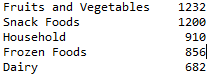 Fruits and Vegetables 1232
Snack Foods 1200
Household 910
Frozen Foods 856
Dairy 682